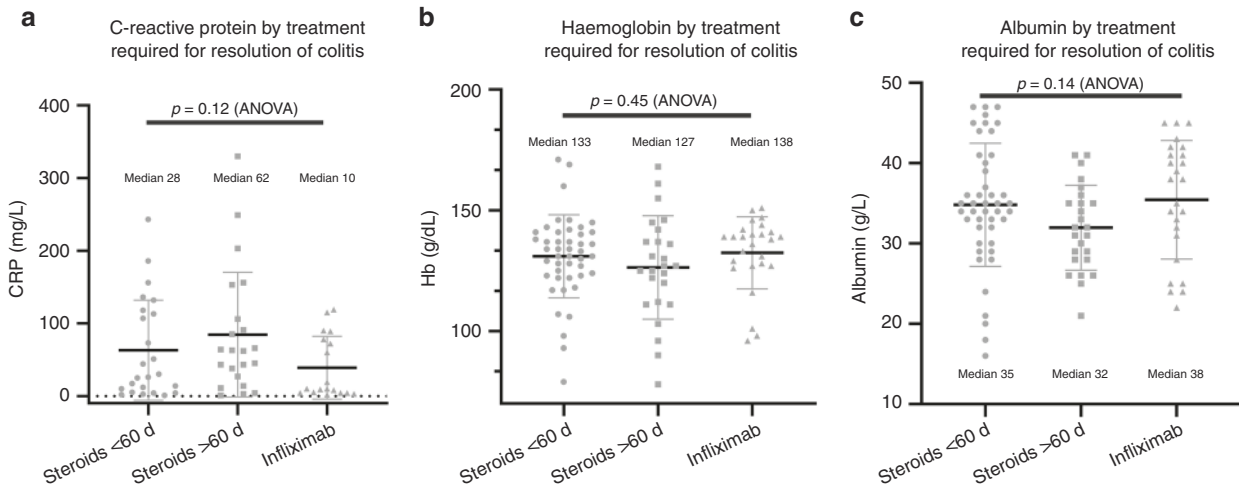 a
C-reactive protein by treatment
required for resolution of colitis
400
300
200
100
0
CRP (mg/L)
p = 0.12 (ANOVA)
Median 28
Median 62
Median 10
Steroids <60 d
Steroids >60 d
Infliximab
b
Haemoglobin by treatment
required for resolution of colitis
200
150
100
Hb (g/dL)
p = 0.45 (ANOVA)
Median 133
Median 127
Median 138
Steroids <60 d
Steroids >60 d
Infliximab
c
Albumin by treatment
required for resolution of colitis
50
40
30
20
10
Albumin (g/L)
p = 0.14 (ANOVA)
Median 35
Median 32
Median 38
Steroids <60 d
Steroids >60 d
Infliximab